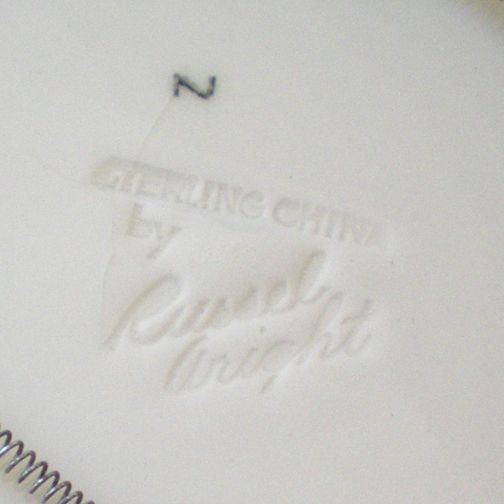 N
STERLING CHINA
by
Russel
Wright